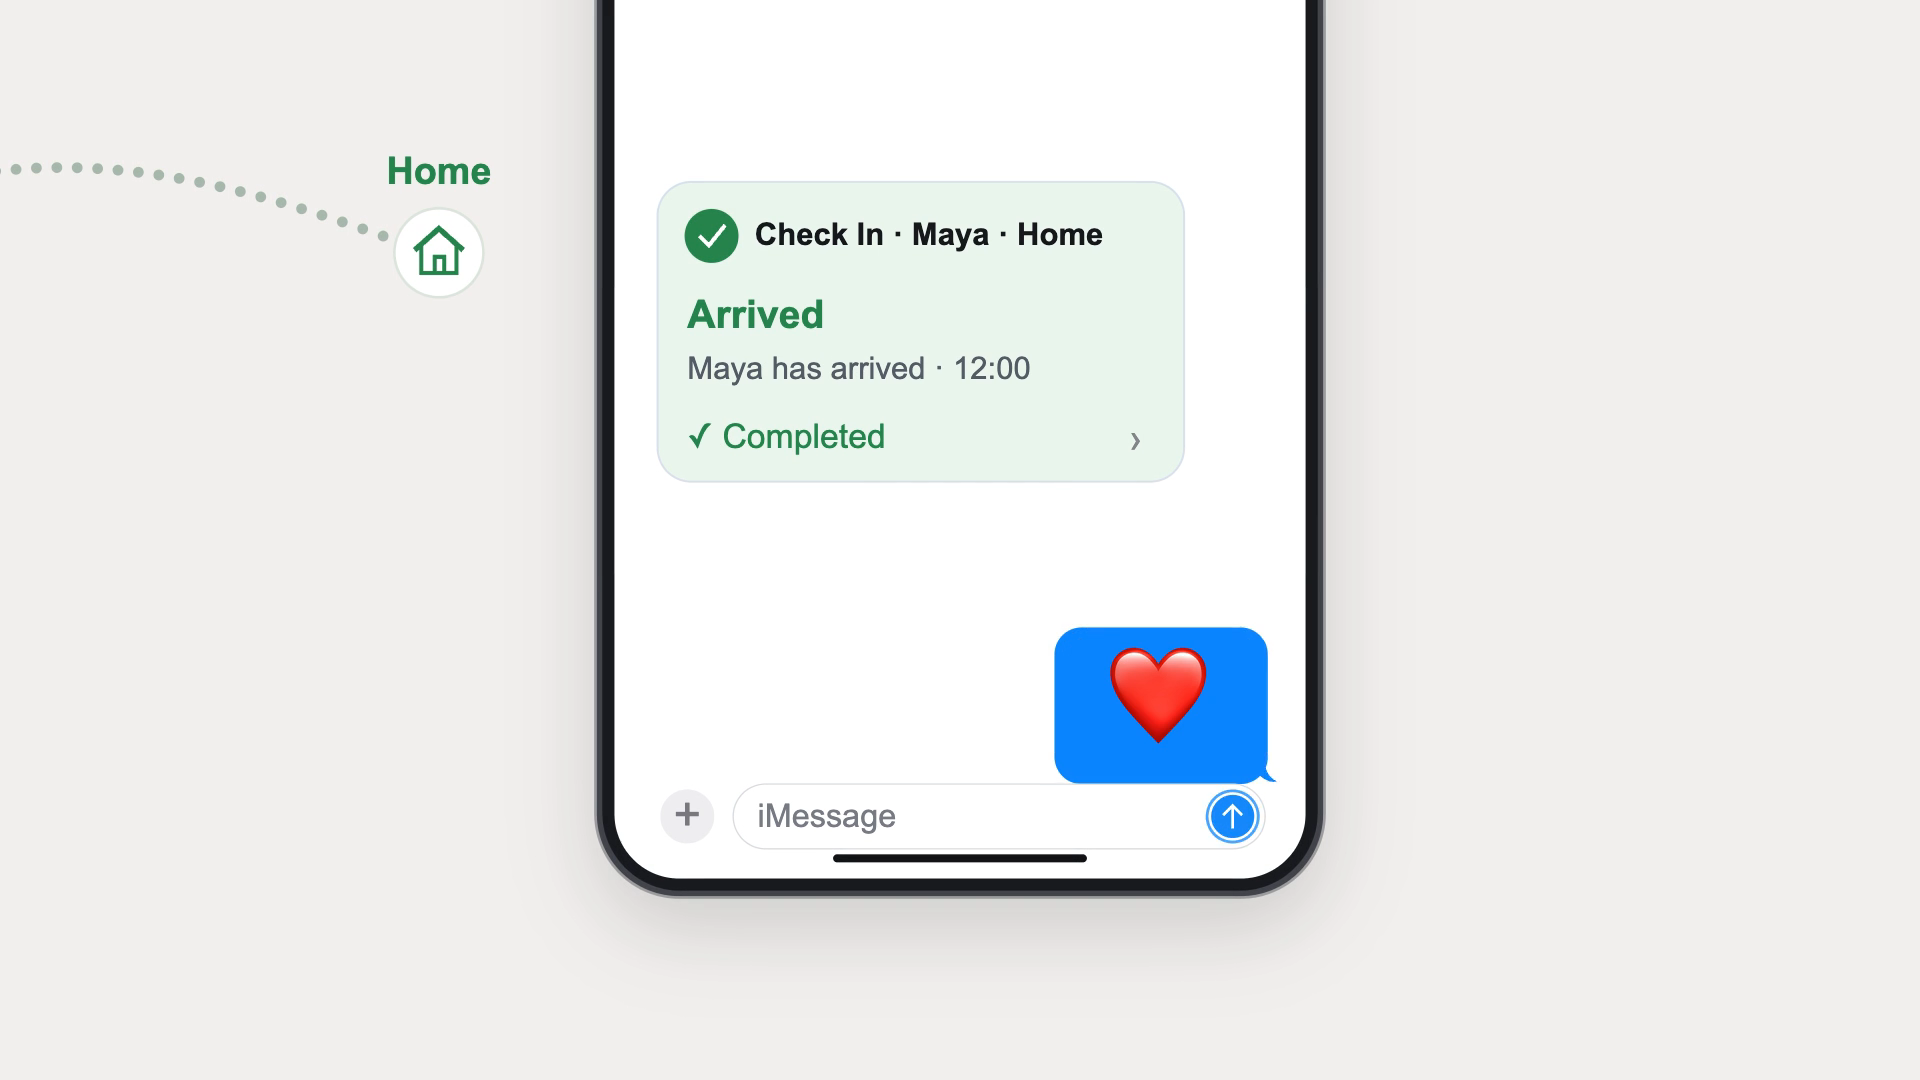 Home
Check In · Maya · Home
Arrived
Maya has arrived · 12:00
✓ Completed
❤️
iMessage